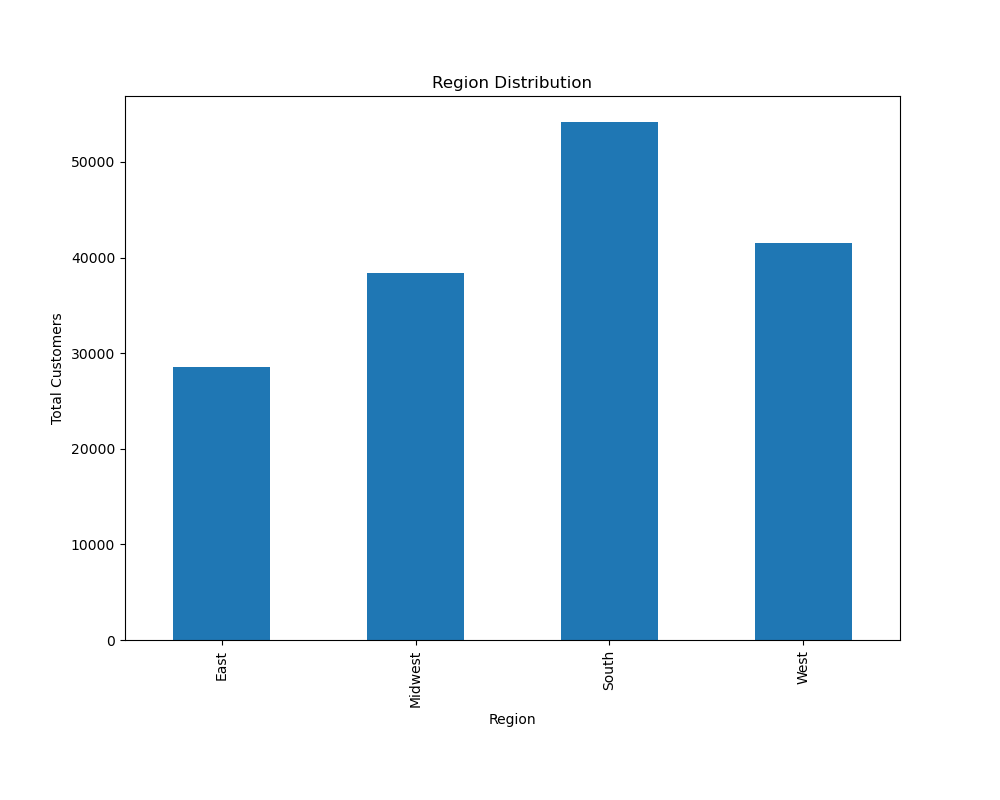 Region Distribution
Total Customers
50000
40000
30000
20000
10000
0
East
Midwest
South
West
Region